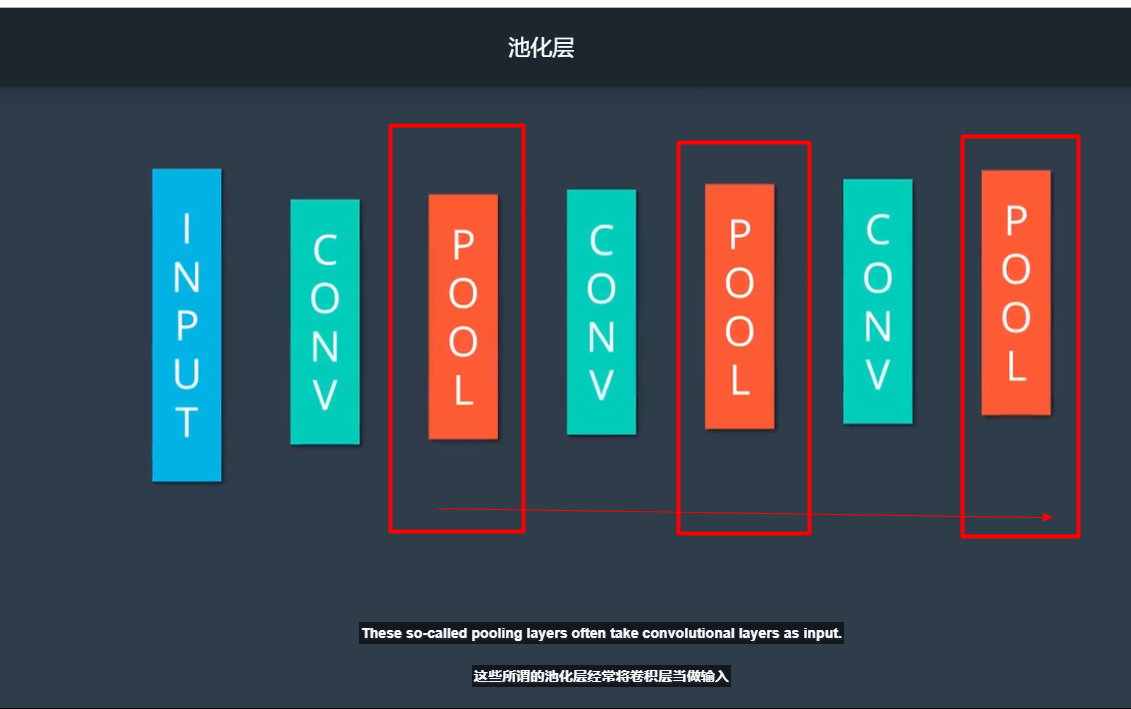 池化层
INPUT
CONV
POOL
CONV
POOL
CONV
POOL
These so-called pooling layers often take convolutional layers as input.
这些所谓的池化层经常将卷积层当做输入